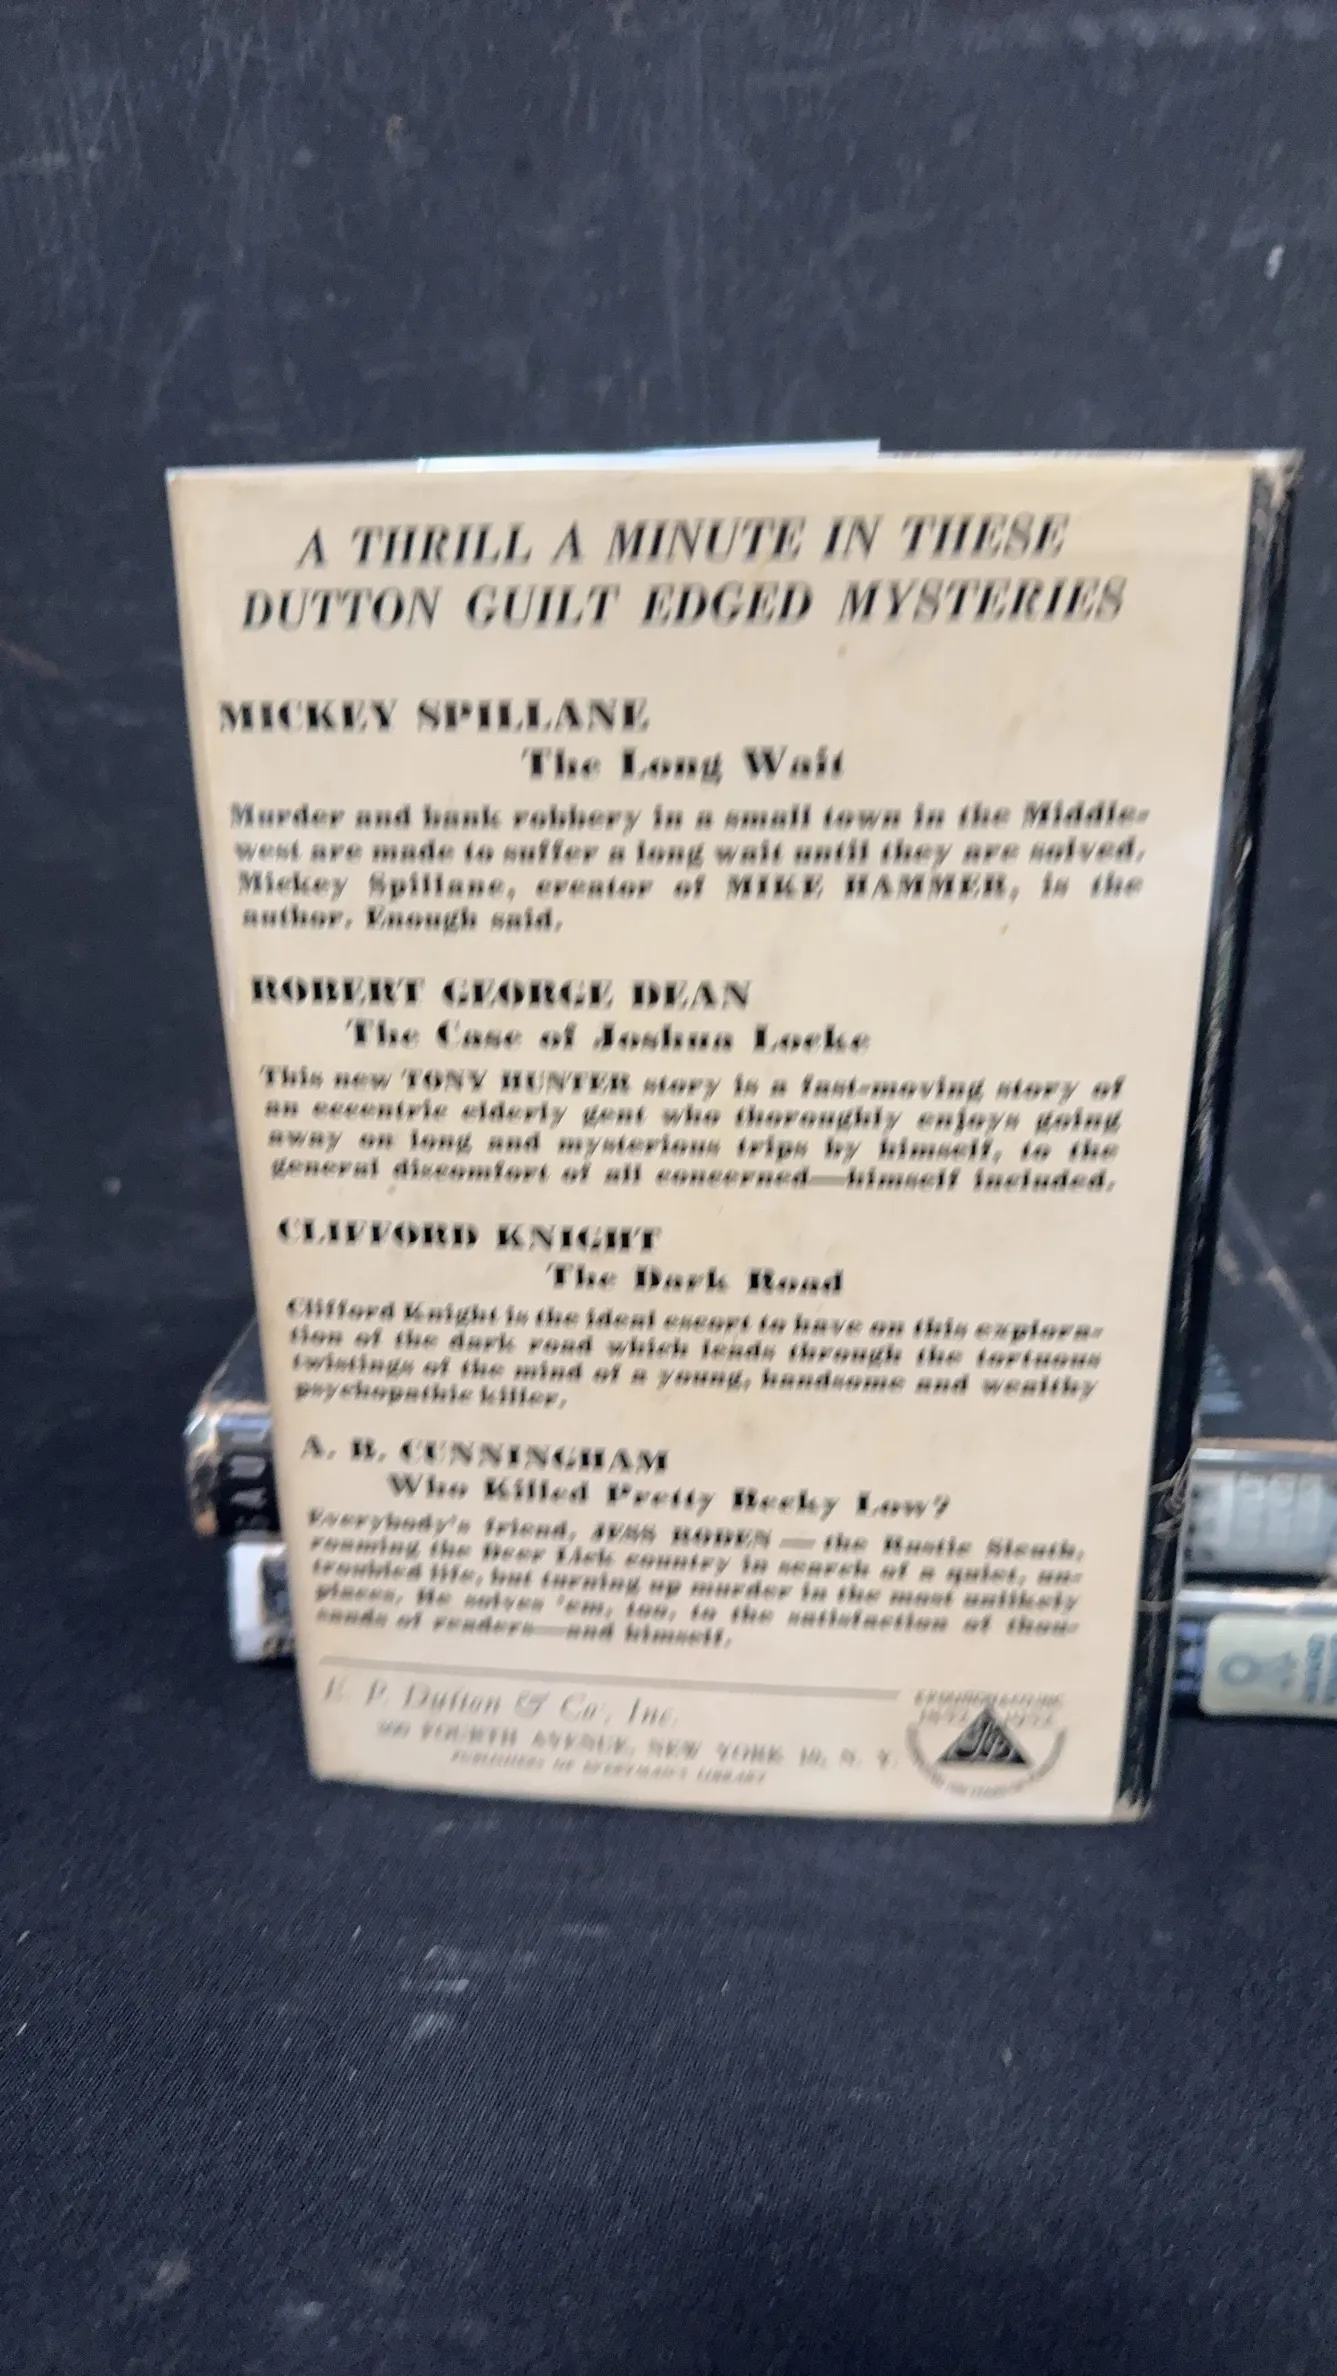 A THRILL A MINUTE IN THESE
DUTTON GUILT EDGED MYSTERIES
MICKEY SPILLANE
The Long Wait
Murder and bank robbery in a small town in the Middle-
west are made to suffer a long wait until they are solved.
Mickey Spillane, creator of MIKE HAMMER, is the
author. Enough said.
ROBERT GEORGE DEAN
The Case of Joshua Locke
This new TONY HUNTER story is a fast-moving story of
an eccentric elderly gent who thoroughly enjoys going
away on long and mysterious trips by himself, to the
general discomfort of all concerned—himself included.
CLIFFORD KNIGHT
The Dark Road
Clifford Knight is the ideal escort to have on this explora-
tion of the dark road which leads through the tortuous
twistings of the mind of a young, handsome and wealthy
psychopathic killer.
A. B. CUNNINGHAM
Who Killed Pretty Becky Low?
Everybody's friend, JESS RODEN — the Rustic Sleuth,
roaming the Deer Lick country in search of a quiet, un-
troubled life, but turning up murder in the most unlikely
places. He solves 'em, too, to the satisfaction of thou-
sands of readers—and himself.
E. P. Dutton & Co., Inc.
FOURTH AVENUE, NEW YORK 10, N. Y.
PUBLISHERS OF EVERYMAN'S LIBRARY
1852 1952